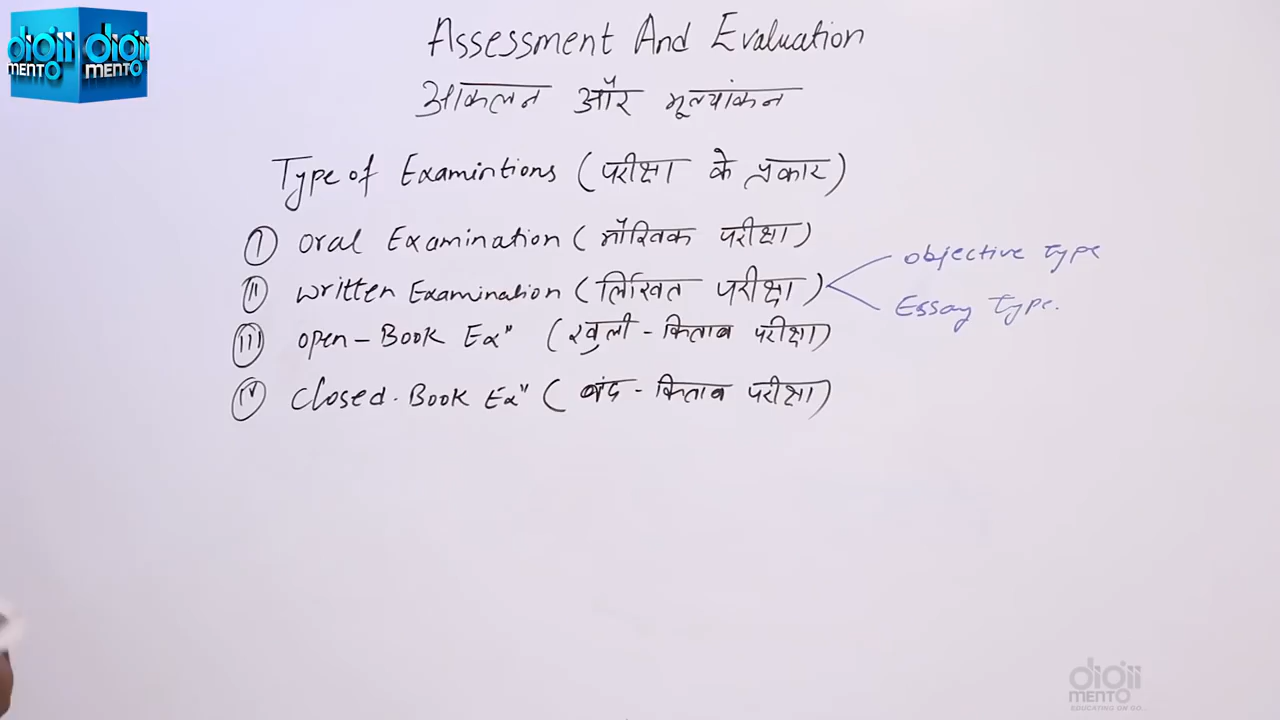 digii MENTO digii MENTO
Assessment And Evaluation
आकलन और मूल्यांकन
Type of Examintions (परीक्षा के प्रकार)
(I) Oral Examination (मौखिक परीक्षा)
(II) Written Examination (लिखित परीक्षा)
Objective Type
Essay Type.
(III) Open-Book Ex" (खुली-किताब परीक्षा)
(IV) Closed-Book Ex" (बंद-किताब परीक्षा)
digii
MENTO
EDUCATING ON GO...